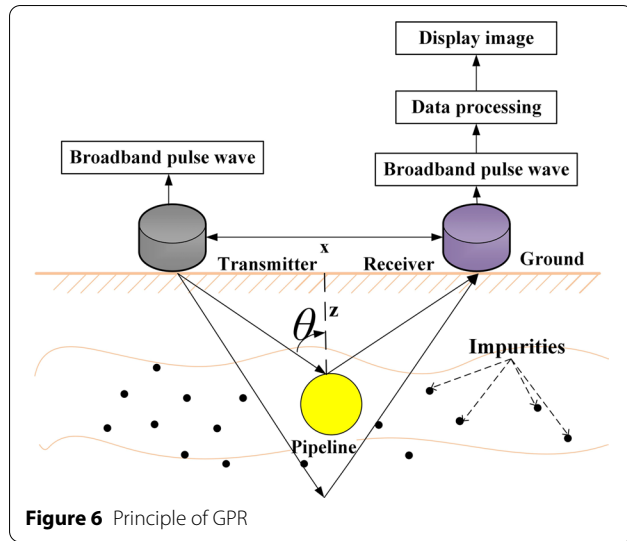 Display image
Data processing
Broadband pulse wave
Broadband pulse wave
x
Transmitter
Receiver
Ground
z
θ
Impurities
Pipeline
Figure 6 Principle of GPR